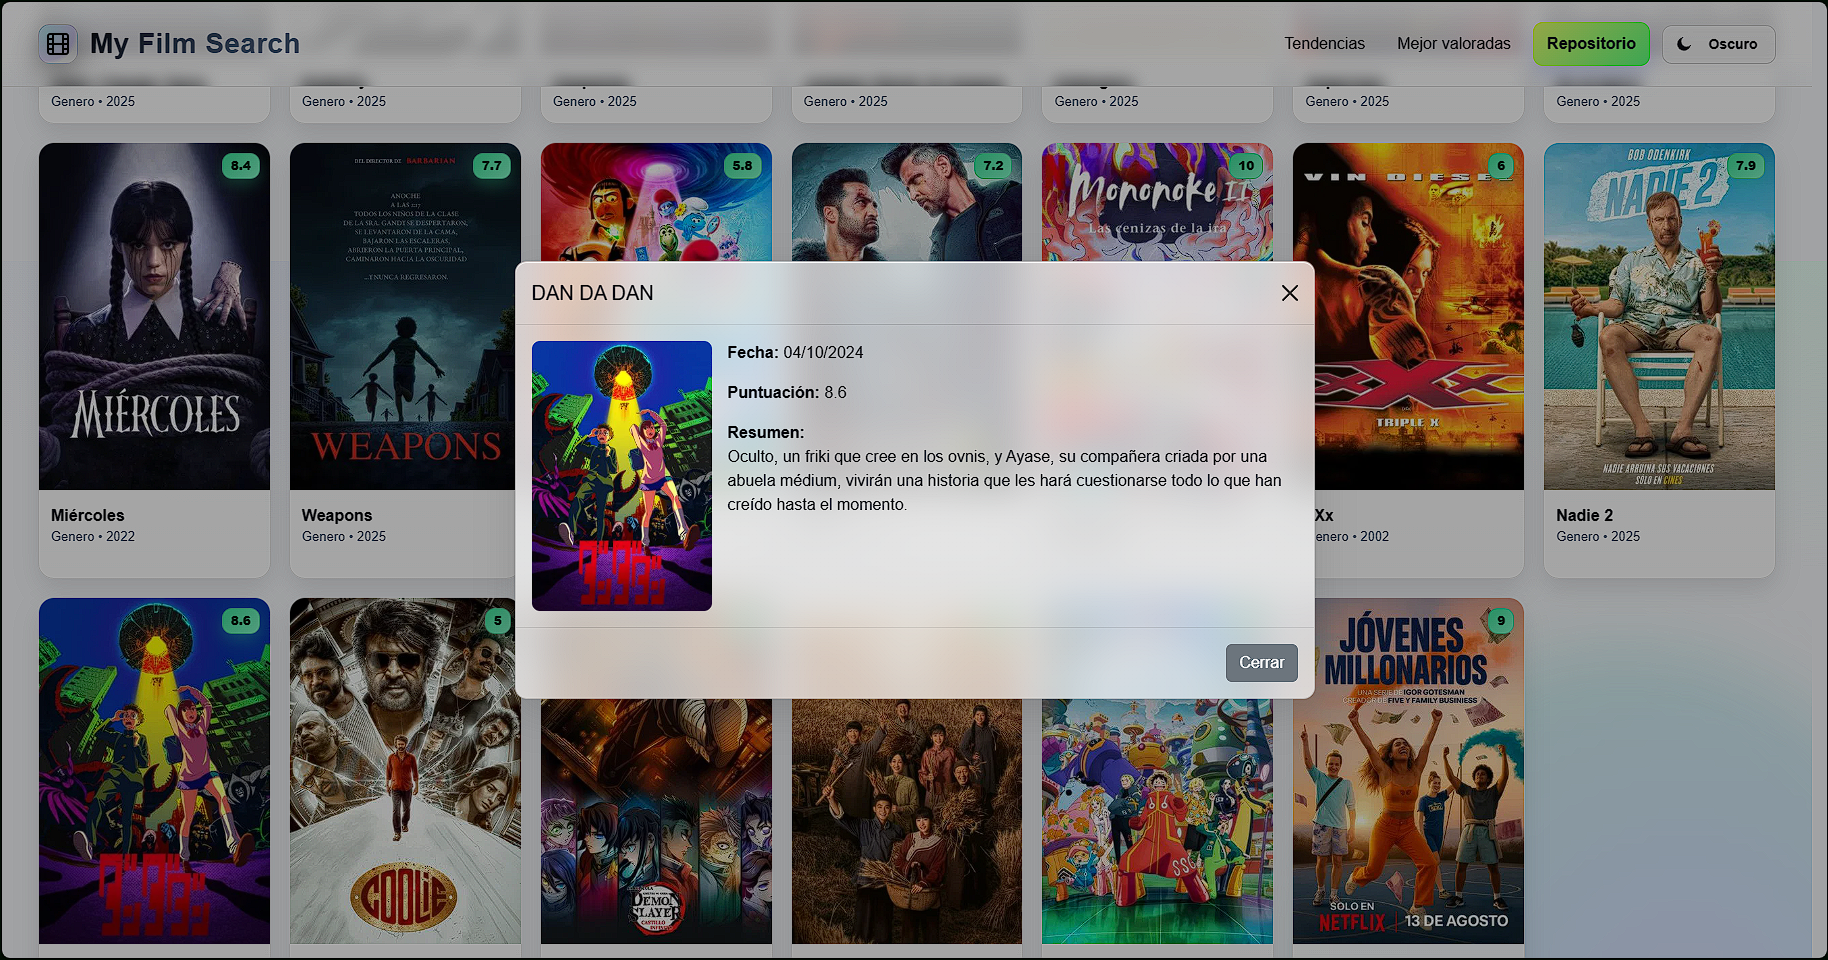 My Film Search
Tendencias
Mejor valoradas
Repositorio
Oscuro
Genero • 2025
Genero • 2025
Genero • 2025
Genero • 2025
Genero • 2025
Genero • 2025
Genero • 2025
8.4
MIÉRCOLES
DEL DIRECTOR DE BARBARIAN
7.7
ANOCHE
A LAS 2:17
TODOS LOS NIÑOS DE LA CLASE
DE LA SRA. GANDY SE DESPERTARON,
SE LEVANTARON DE LA CAMA,
BAJARON LAS ESCALERAS,
ABRIERON LA PUERTA PRINCIPAL,
CAMINARON HACIA LA OSCURIDAD
...Y NUNCA REGRESARON.
WEAPONS
5.8
7.2
10
Mononoke II
Las cenizas de la ira
VIN DIESEL
6
xXx
TRIPLE X
BOB ODENKIRK
7.9
NADIE 2
NADIE ARRUINA SUS VACACIONES
SOLO EN CINES
Miércoles
Genero • 2022
Weapons
Genero • 2025
Xx
enero • 2002
Nadie 2
Genero • 2025
DAN DA DAN
Fecha: 04/10/2024
Puntuación: 8.6
Resumen:
Oculto, un friki que cree en los ovnis, y Ayase, su compañera criada por una
abuela médium, vivirán una historia que les hará cuestionarse todo lo que han
creído hasta el momento.
Cerrar
8.6
5
COOLIE
DEMON
SLAYER
CASTILLO
INFINITO
9
JÓVENES
MILLONARIOS
UNA SERIE DE IGOR GOTESMAN
CREADOR DE FIVE Y FAMILY BUSINESS
SOLO EN
NETFLIX | 13 DE AGOSTO